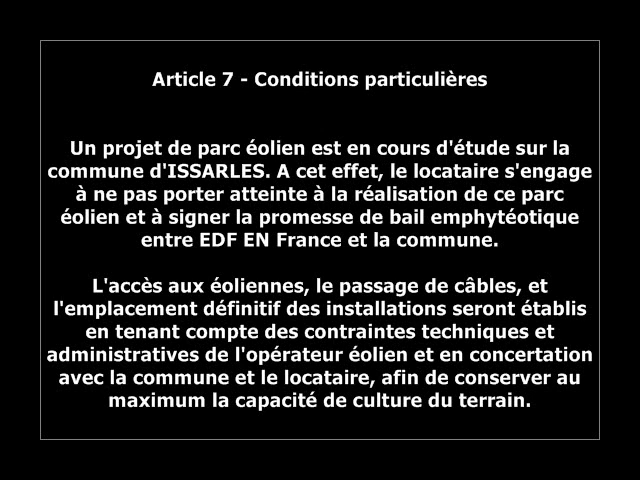 Article 7 - Conditions particulières
Un projet de parc éolien est en cours d'étude sur la
commune d'ISSARLES. A cet effet, le locataire s'engage
à ne pas porter atteinte à la réalisation de ce parc
éolien et à signer la promesse de bail emphytéotique
entre EDF EN France et la commune.
L'accès aux éoliennes, le passage de câbles, et
l'emplacement définitif des installations seront établis
en tenant compte des contraintes techniques et
administratives de l'opérateur éolien et en concertation
avec la commune et le locataire, afin de conserver au
maximum la capacité de culture du terrain.